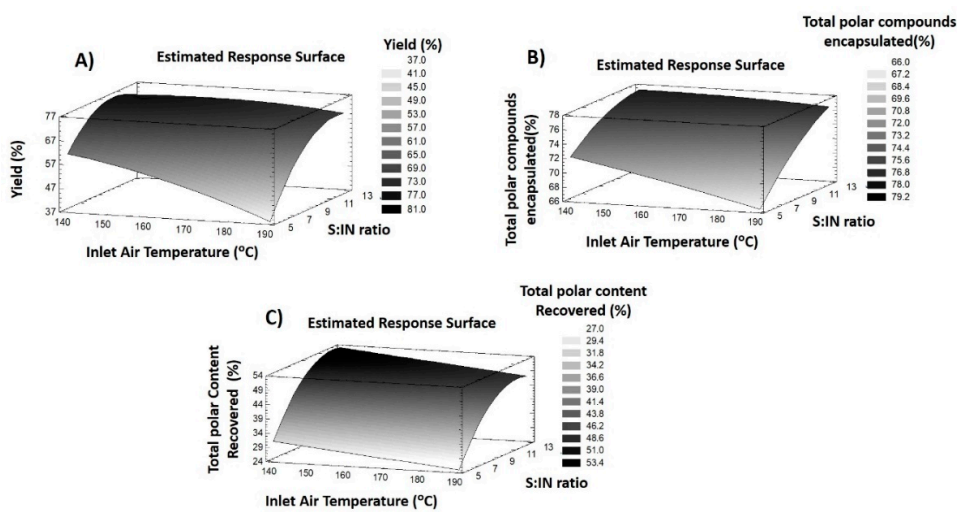 A)
Estimated Response Surface
Yield (%)
37.0
41.0
45.0
49.0
53.0
57.0
61.0
65.0
69.0
73.0
77.0
81.0
Yield (%)
77
67
57
47
37
140 150 160 170 180 190
5 7 9 11 13
S:IN ratio
Inlet Air Temperature (°C)
B)
Estimated Response Surface
Total polar compounds
encapsulated(%)
66.0
67.2
68.4
69.6
70.8
72.0
73.2
74.4
75.6
76.8
78.0
79.2
Total polar compounds
encapsulated(%)
78
76
74
72
70
68
66
140 150 160 170 180 190
5 7 9 11 13
S:IN ratio
Inlet Air Temperature (°C)
C)
Estimated Response Surface
Total polar content
Recovered (%)
27.0
29.4
31.8
34.2
36.6
39.0
41.4
43.8
46.2
48.6
51.0
53.4
Total polar Content
Recovered (%)
54
49
44
39
34
29
24
140 150 160 170 180 190
5 7 9 11 13
S:IN ratio
Inlet Air Temperature (°C)